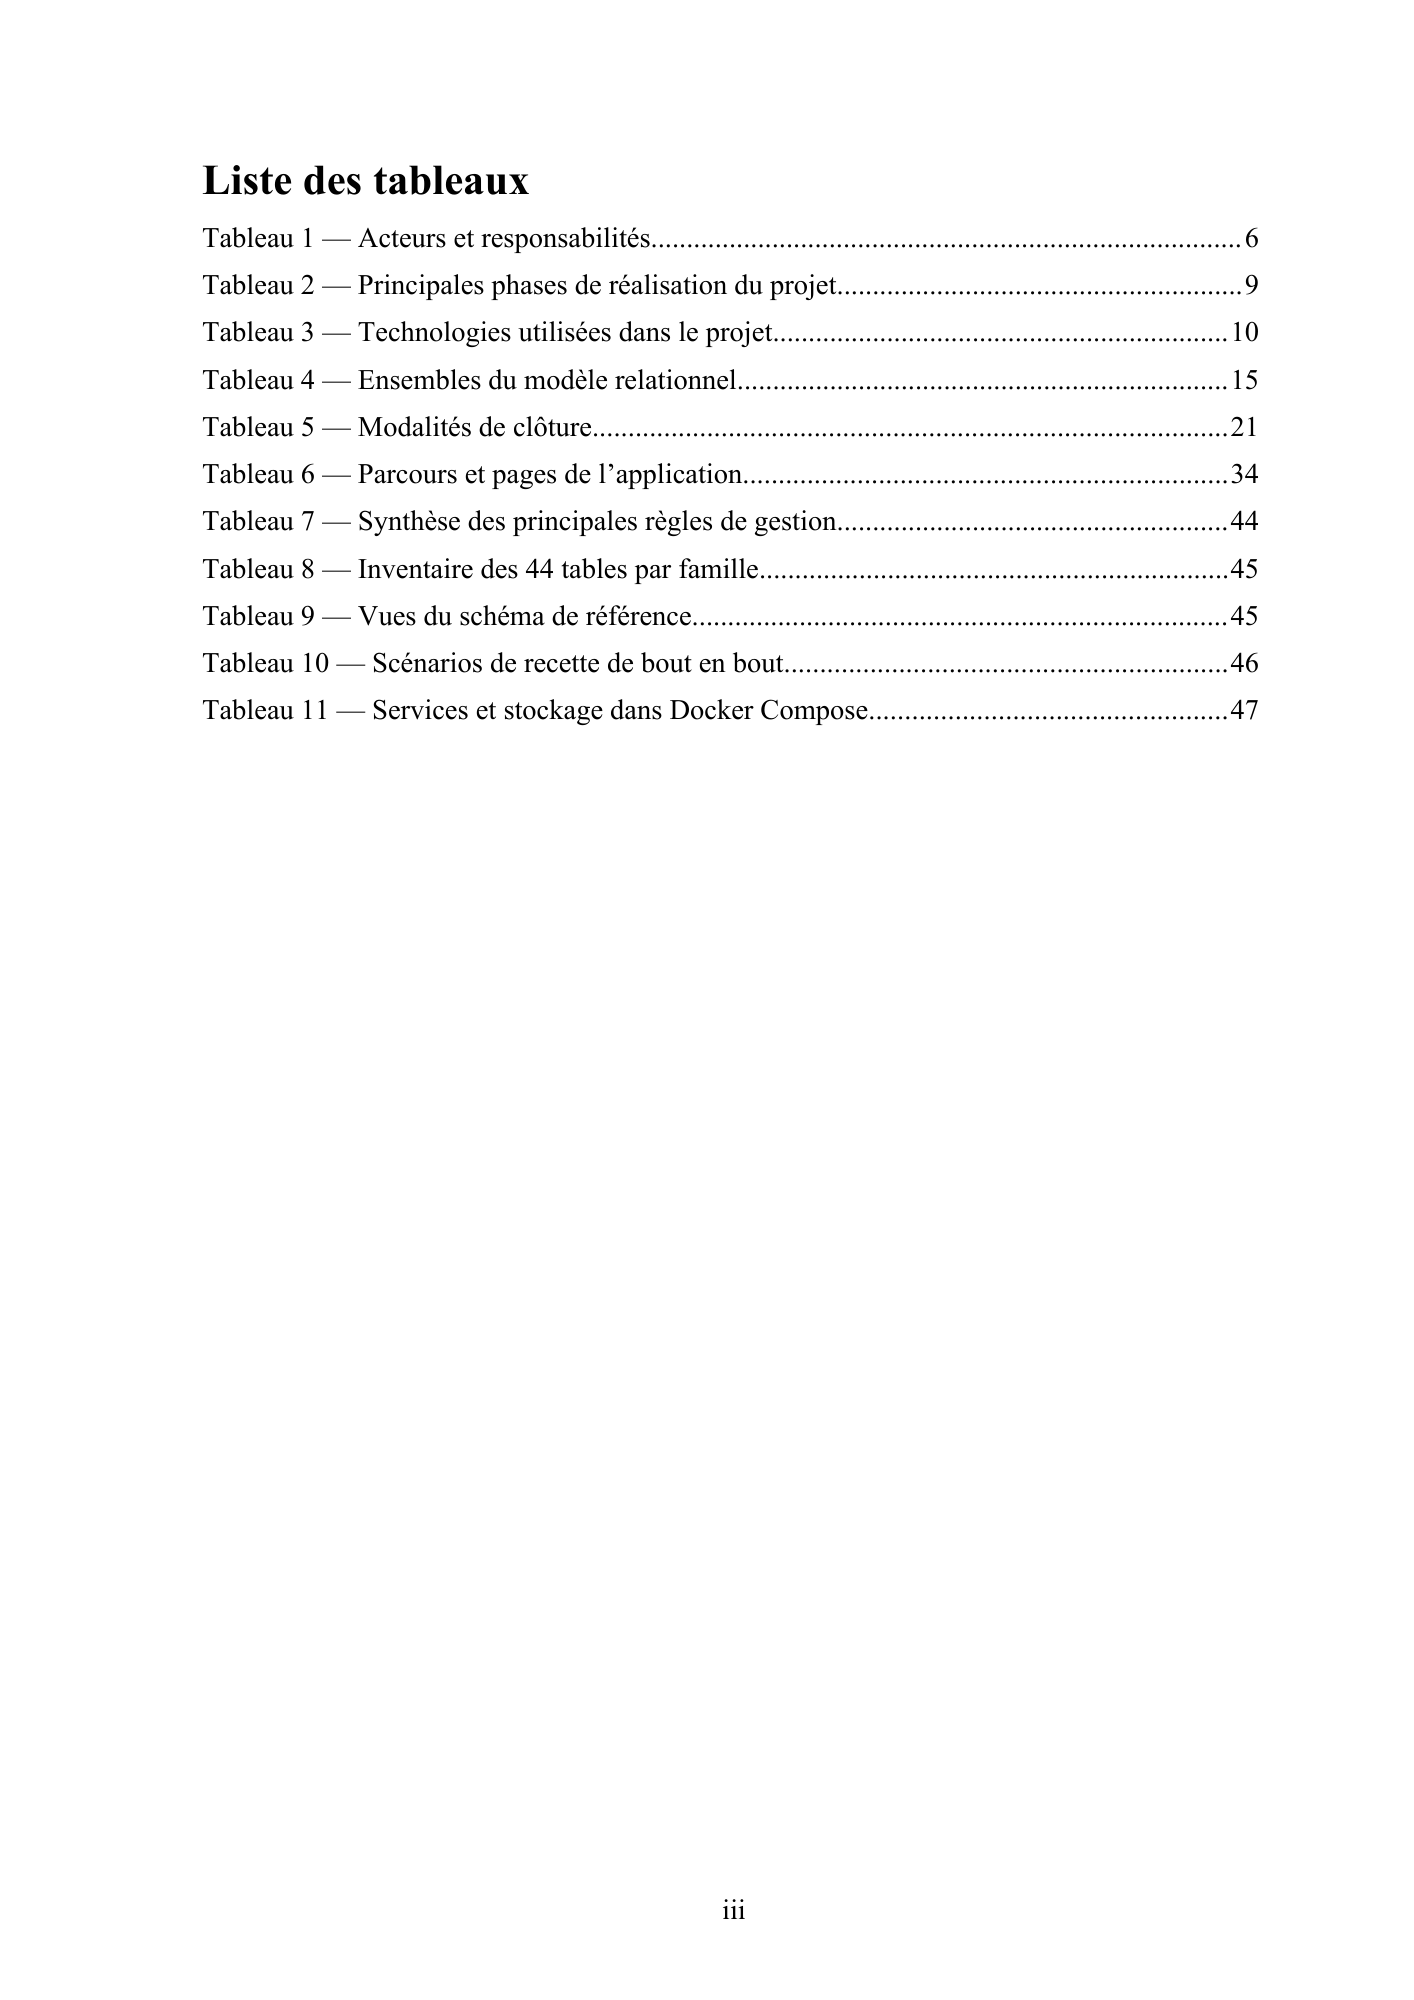 Liste des tableaux
Tableau 1 — Acteurs et responsabilités....................................................................................6
Tableau 2 — Principales phases de réalisation du projet.........................................................9
Tableau 3 — Technologies utilisées dans le projet................................................................10
Tableau 4 — Ensembles du modèle relationnel.....................................................................15
Tableau 5 — Modalités de clôture.........................................................................................21
Tableau 6 — Parcours et pages de l’application....................................................................34
Tableau 7 — Synthèse des principales règles de gestion.......................................................44
Tableau 8 — Inventaire des 44 tables par famille..................................................................45
Tableau 9 — Vues du schéma de référence...........................................................................45
Tableau 10 — Scénarios de recette de bout en bout..............................................................46
Tableau 11 — Services et stockage dans Docker Compose..................................................47
iii